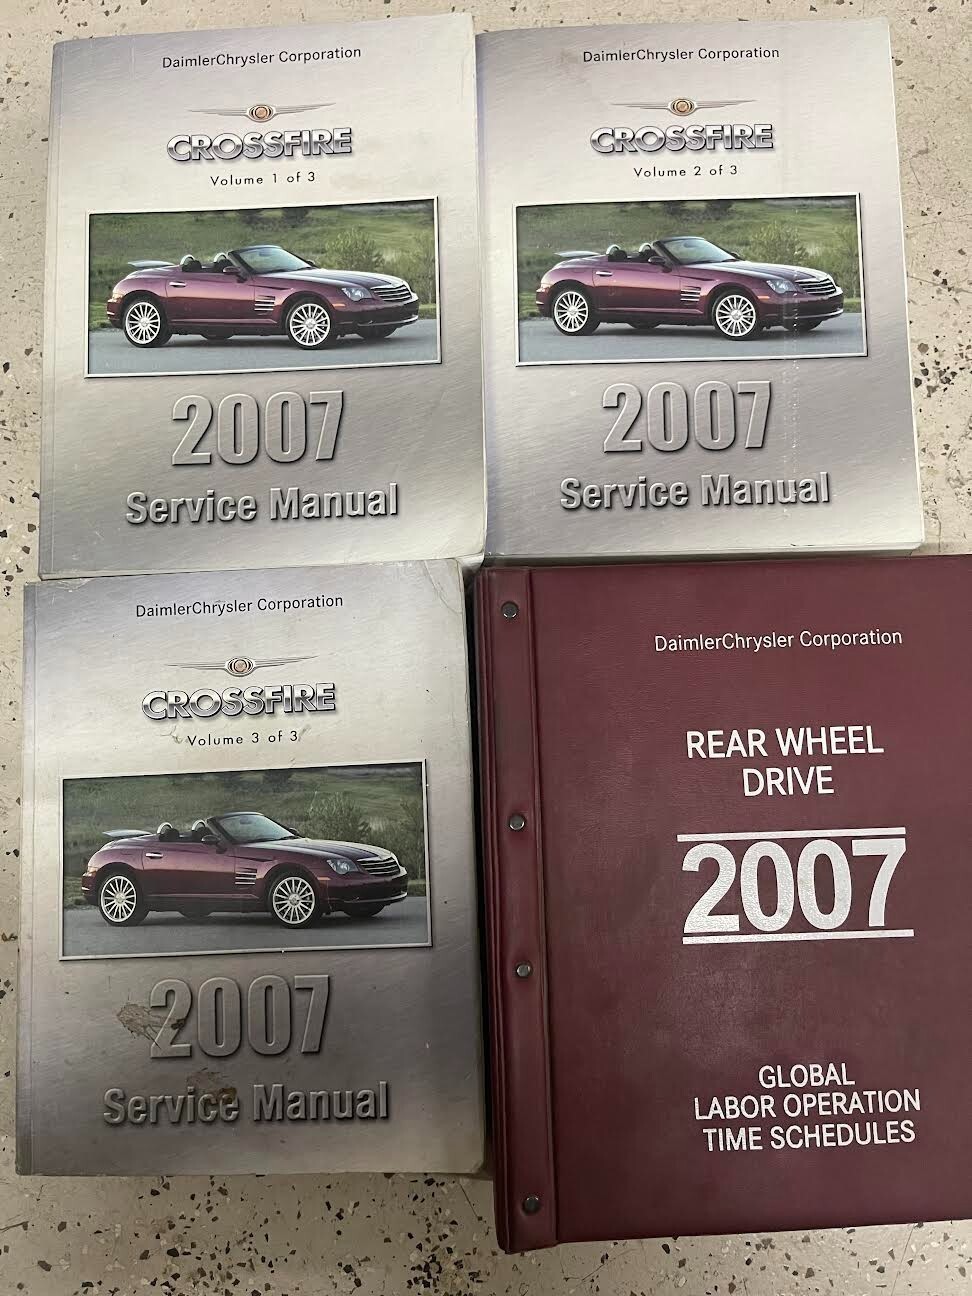 DaimlerChrysler Corporation
CROSSFIRE
Volume 1 of 3
2007
Service Manual
DaimlerChrysler Corporation
CROSSFIRE
Volume 2 of 3
2007
Service Manual
DaimlerChrysler Corporation
CROSSFIRE
Volume 3 of 3
2007
Service Manual
DaimlerChrysler Corporation
REAR WHEEL
DRIVE
2007
GLOBAL
LABOR OPERATION
TIME SCHEDULES